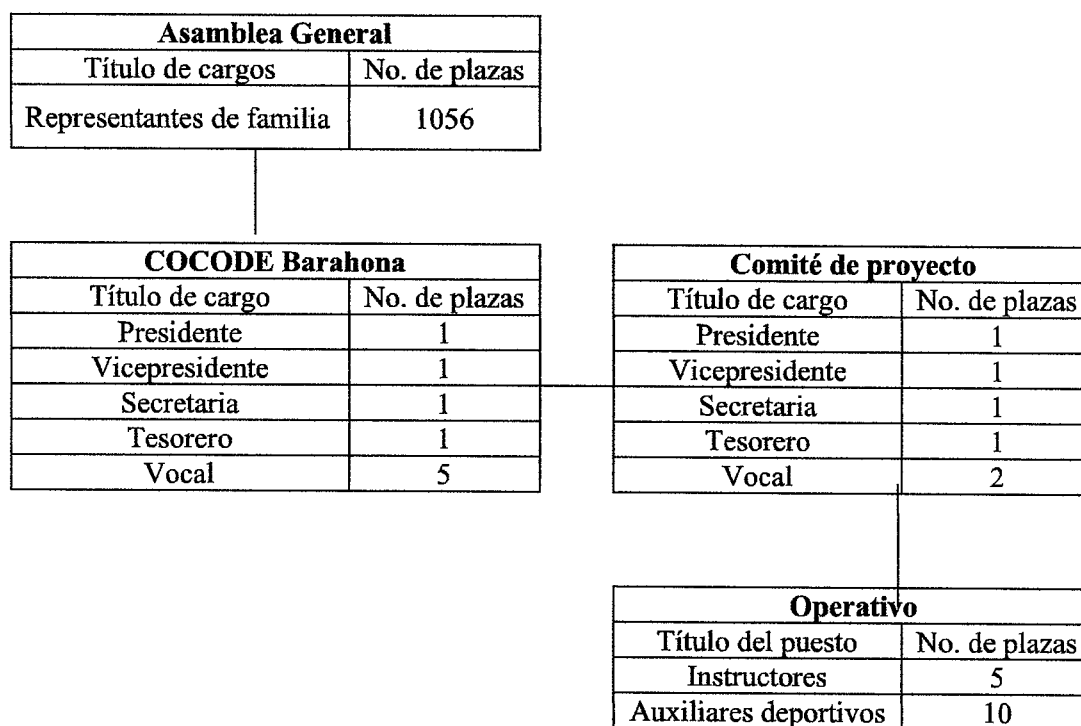 Asamblea General
Título de cargos No. de plazas
Representantes de familia 1056
COCODE Barahona
Título de cargo No. de plazas
Presidente 1
Vicepresidente 1
Secretaria 1
Tesorero 1
Vocal 5
Comité de proyecto
Título de cargo No. de plazas
Presidente 1
Vicepresidente 1
Secretaria 1
Tesorero 1
Vocal 2
Operativo
Título del puesto No. de plazas
Instructores 5
Auxiliares deportivos 10